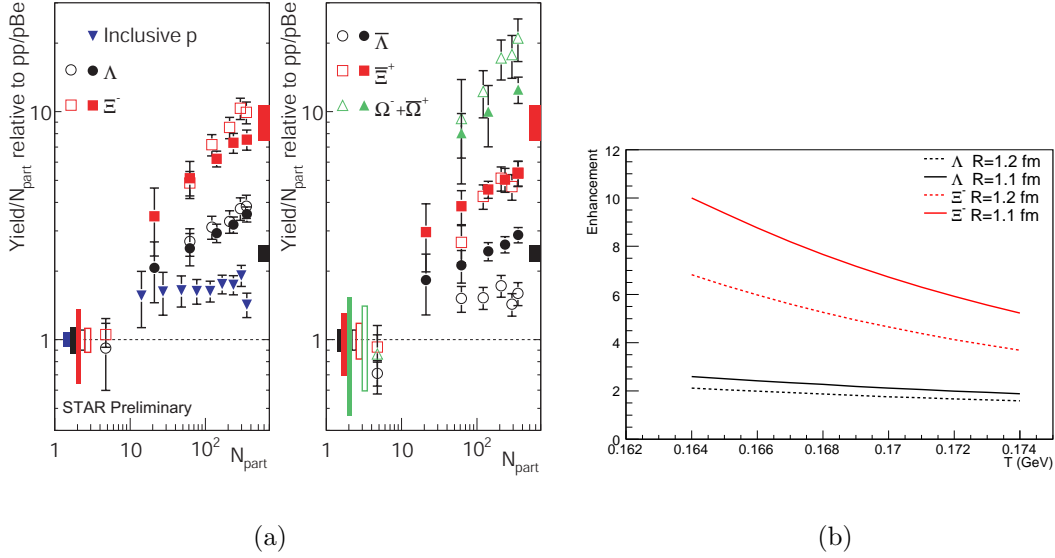 Yield/N_part relative to pp/pBe
10
1
Inclusive p
Λ
Ξ⁻
STAR Preliminary
1 10 10²
N_part
Yield/N_part relative to pp/pBe
10
1
Λ̅
Ξ̅⁺
Ω⁻+Ω̅⁺
1 10 10²
N_part
(a)
Enhancement
12
10
8
6
4
2
0
Λ R=1.2 fm
Λ R=1.1 fm
Ξ⁻ R=1.2 fm
Ξ⁻ R=1.1 fm
0.162 0.164 0.166 0.168 0.17 0.172 0.174
T (GeV)
(b)